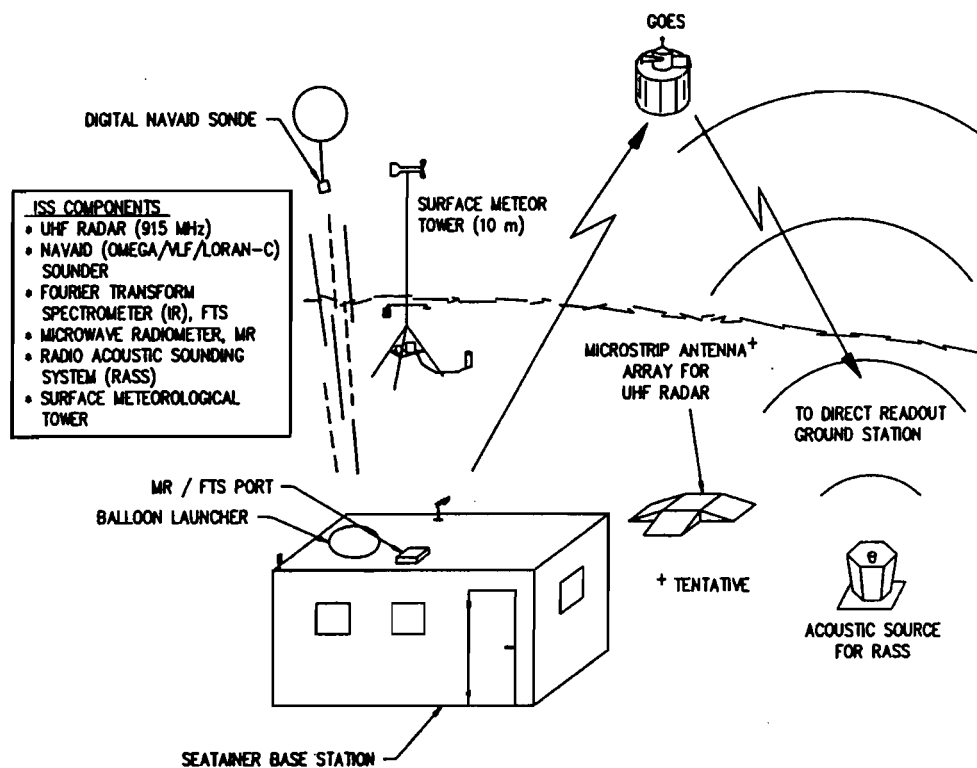 GOES
DIGITAL NAVAID SONDE
ISS COMPONENTS
* UHF RADAR (915 MHz)
* NAVAID (OMEGA/VLF/LORAN-C)
SOUNDER
* FOURIER TRANSFORM
SPECTROMETER (IR), FTS
* MICROWAVE RADIOMETER, MR
* RADIO ACOUSTIC SOUNDING
SYSTEM (RASS)
* SURFACE METEOROLOGICAL
TOWER
SURFACE METEOR
TOWER (10 m)
MICROSTRIP ANTENNA+
ARRAY FOR
UHF RADAR
TO DIRECT READOUT
GROUND STATION
MR / FTS PORT
BALLOON LAUNCHER
+ TENTATIVE
ACOUSTIC SOURCE
FOR RASS
SEATAINER BASE STATION